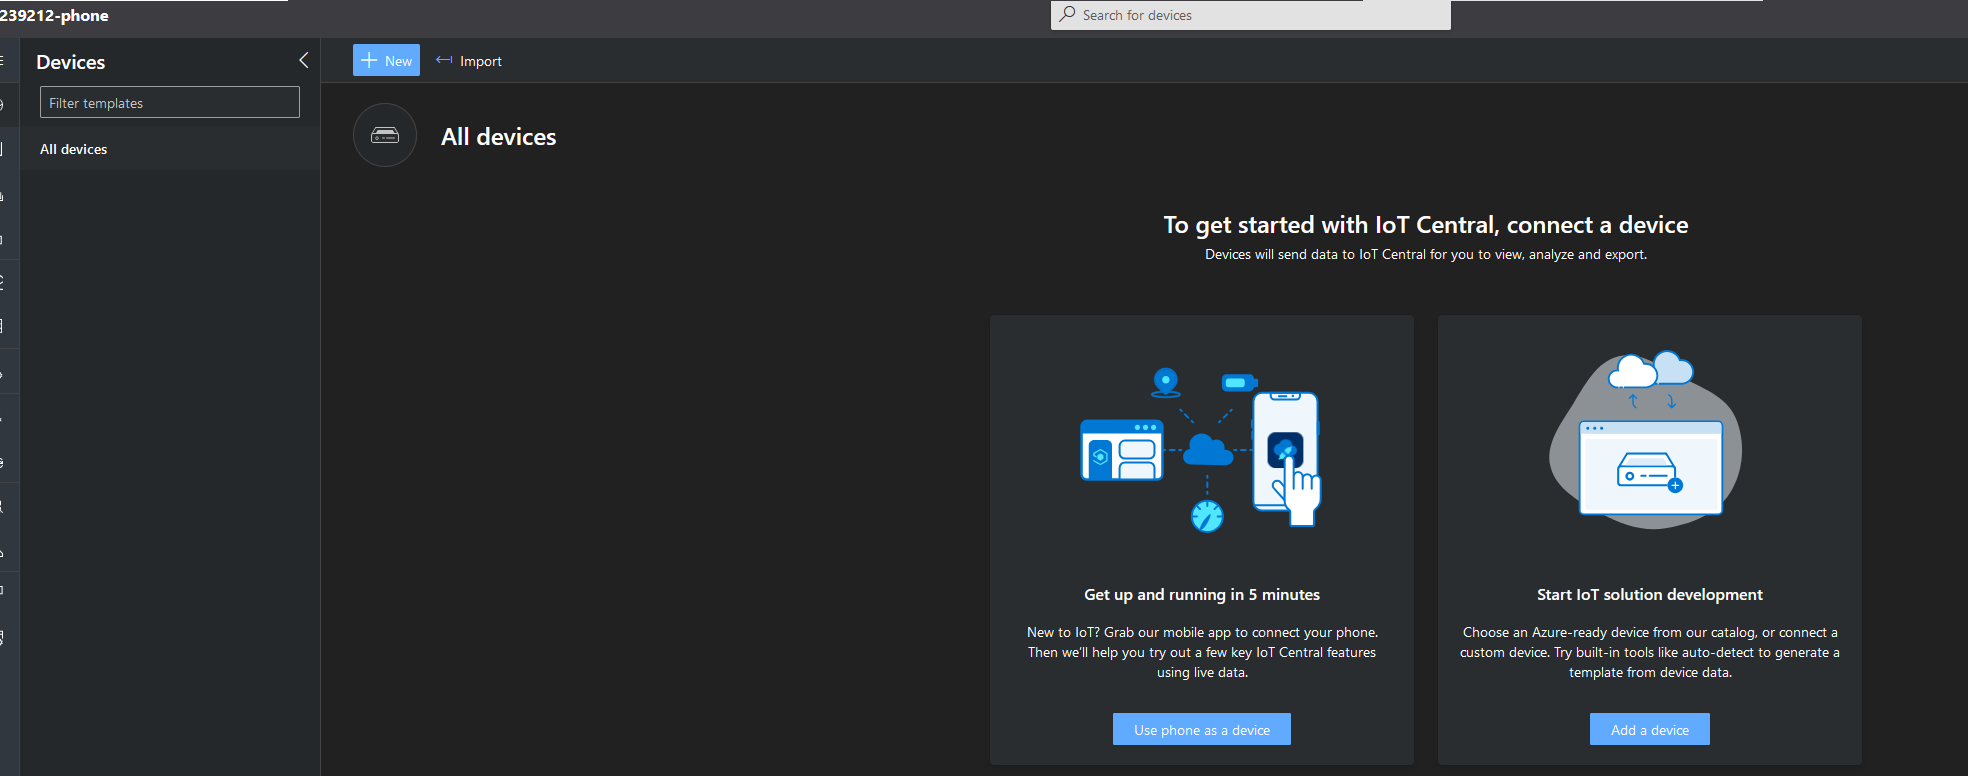 239212-phone
Search for devices
Devices
New
Import
Filter templates
All devices
All devices
To get started with IoT Central, connect a device
Devices will send data to IoT Central for you to view, analyze and export.
Get up and running in 5 minutes
New to IoT? Grab our mobile app to connect your phone.
Then we'll help you try out a few key IoT Central features
using live data.
Use phone as a device
Start IoT solution development
Choose an Azure-ready device from our catalog, or connect a
custom device. Try built-in tools like auto-detect to generate a
template from device data.
Add a device